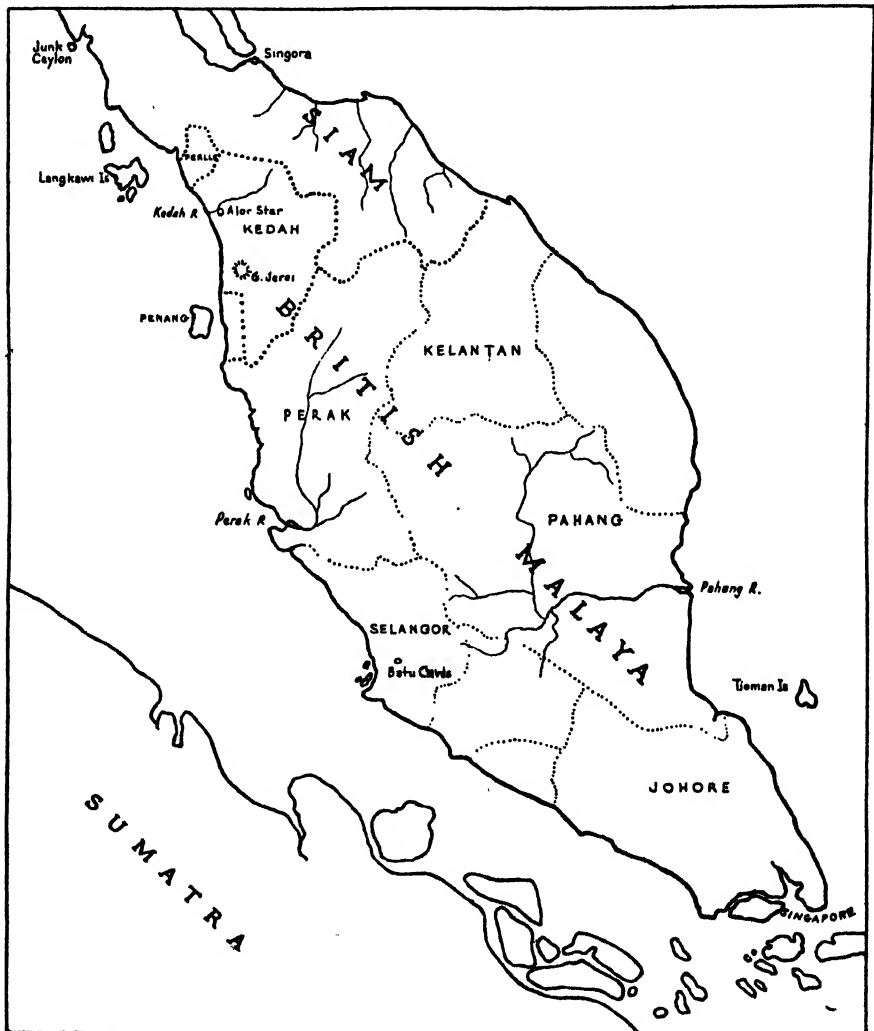 Junk
Ceylon
Singora
SIAM
PERLIS
Langkawi Is
Kedah R
Alor Star
KEDAH
G. Jerai
PENANG
BRITISH
KELANTAN
PERAK
Perak R
PAHANG
MALAYA
Pahang R.
SELANGOR
Batu Caves
Tioman Is
JOHORE
SUMATRA
SINGAPORE